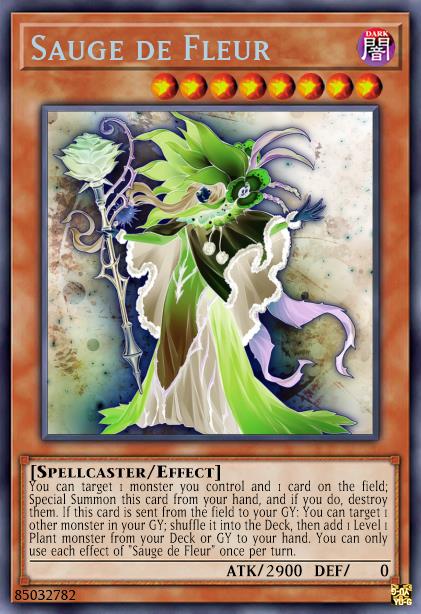 SAUGE DE FLEUR
DARK
闇
[SPELLCASTER/EFFECT]
You can target 1 monster you control and 1 card on the field;
Special Summon this card from your hand, and if you do, destroy
them. If this card is sent from the field to your GY: You can target 1
other monster in your GY; shuffle it into the Deck, then add 1 Level 1
Plant monster from your Deck or GY to your hand. You can only
use each effect of "Sauge de Fleur" once per turn.
ATK/2900 DEF/ 0
85032782